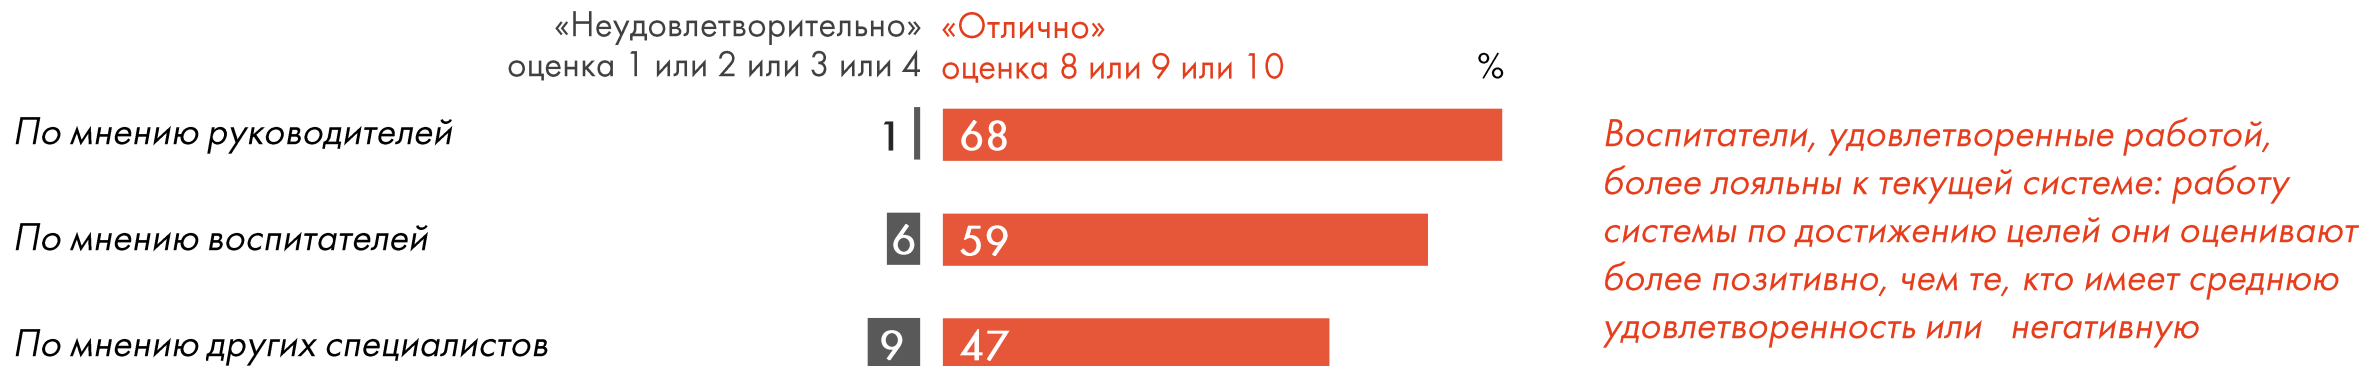 «Неудовлетворительно»
оценка 1 или 2 или 3 или 4
«Отлично»
оценка 8 или 9 или 10
%
По мнению руководителей
1
68
По мнению воспитателей
6
59
По мнению других специалистов
9
47
Воспитатели, удовлетворенные работой,
более лояльны к текущей системе: работу
системы по достижению целей они оценивают
более позитивно, чем те, кто имеет среднюю
удовлетворенность или негативную